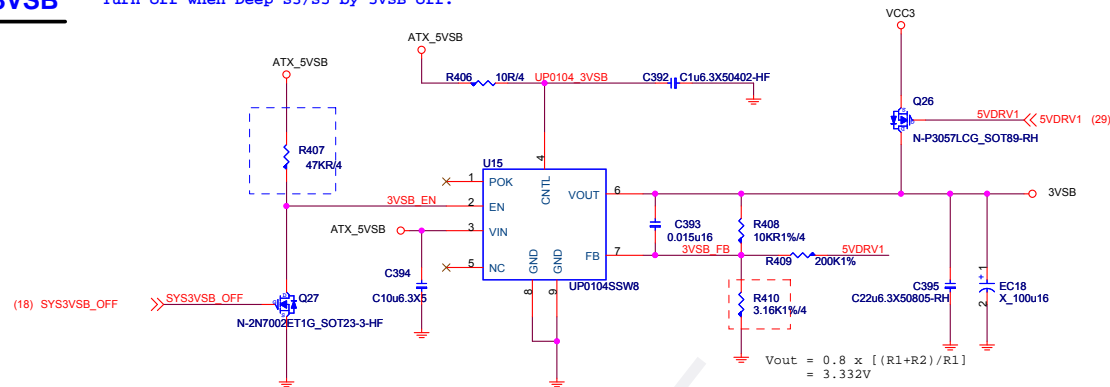 3VSB
Turn off when Deep S3/S5 by 5VSB off.
ATX_5VSB
R407
47KR/4
3VSB_EN
ATX_5VSB
(18) SYS3VSB_OFF
SYS3VSB_OFF
Q27
N-2N7002ET1G_SOT23-3-HF
C394
C10u6.3X5
ATX_5VSB
R406
10R/4
UP0104_3VSB
C392
C1u6.3X50402-HF
U15
4
CNTL
1
POK
2
EN
3
VIN
5
NC
VOUT
6
FB
7
GND
GND
8
9
UP0104SSW8
C393
0.015u16
3VSB_FB
R408
10KR1%/4
R409
200K1%
5VDRV1
R410
3.16K1%/4
VCC3
Q26
N-P3057LCG_SOT89-RH
5VDRV1
5VDRV1 (29)
3VSB
C395
C22u6.3X50805-RH
1
+
2
EC18
X_100u16
Vout = 0.8 x [(R1+R2)/R1]
= 3.332V